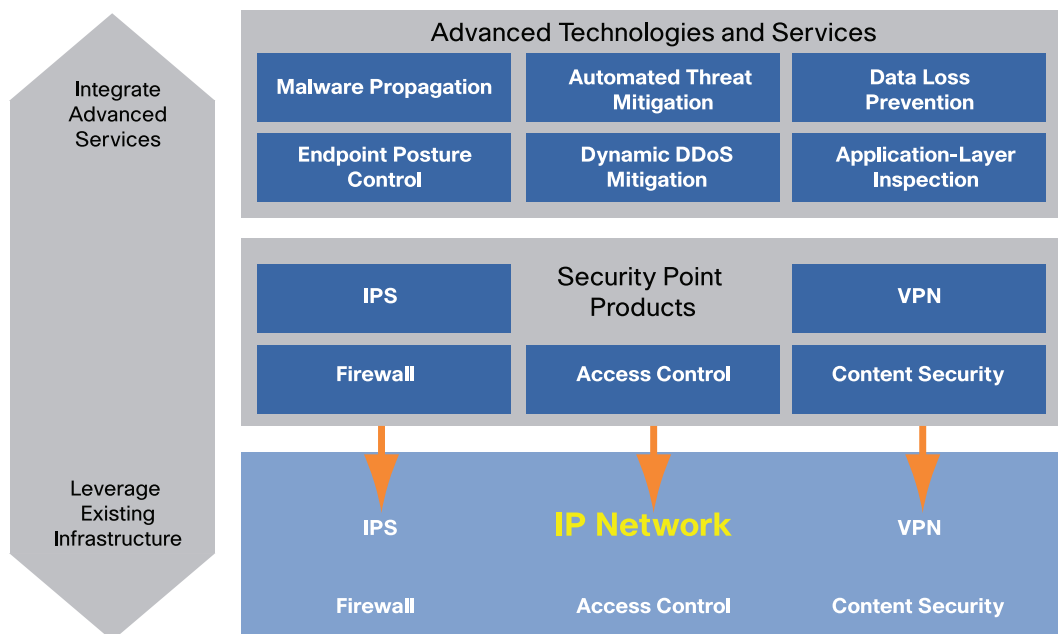 Integrate
Advanced
Services
Advanced Technologies and Services
Malware Propagation
Automated Threat
Mitigation
Data Loss
Prevention
Endpoint Posture
Control
Dynamic DDoS
Mitigation
Application-Layer
Inspection
IPS
Security Point
Products
VPN
Firewall
Access Control
Content Security
Leverage
Existing
Infrastructure
IPS
IP Network
VPN
Firewall
Access Control
Content Security